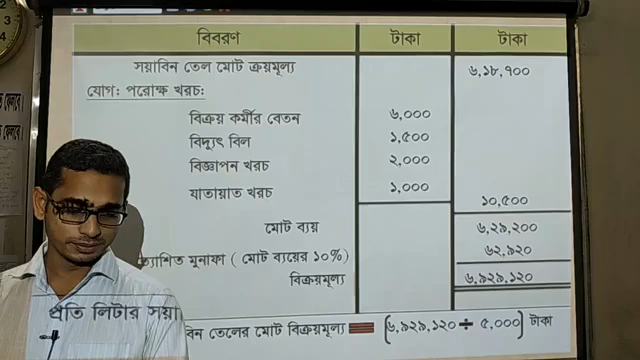 বিবরণ টাকা টাকা
সয়াবিন তেল মোট ক্রয়মূল্য ৬,১৮,৭০০
যোগ: পরোক্ষ খরচ:
বিক্রয় কর্মীর বেতন ৬,০০০
বিদ্যুৎ বিল ১,৫০০
বিজ্ঞাপন খরচ ২,০০০
যাতায়াত খরচ ১,০০০ ১০,৫০০
মোট ব্যয় ৬,২৯,২০০
ত্যাশিত মুনাফা ( মোট ব্যয়ের ১০%) ৬২,৯২০
বিক্রয়মূল্য ৬,৯২৯,১২০
প্রতি লিটার সয়া
বিন তেলের মোট বিক্রয়মূল্য = (৬,৯২৯,১২০ ÷ ৫,০০০) টাকা